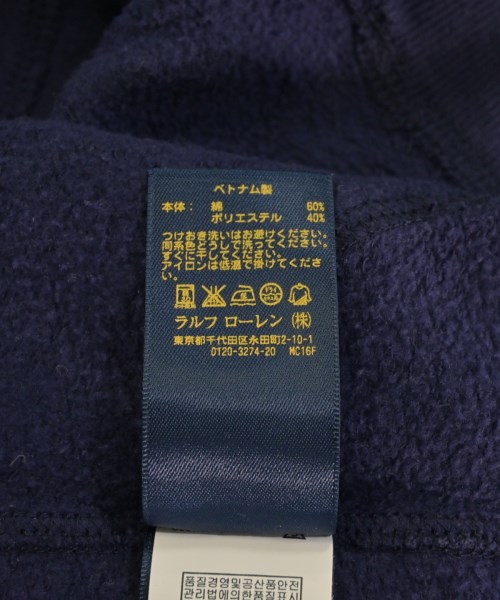 ベトナム製
本体: 綿 60%
ポリエステル 40%
つけおき洗いはお避けください。
同系色どうしで洗ってください。
すぐに干してください。
アイロンは低温で掛けてくださ
い。
ラルフ ローレン (株)
東京都千代田区永田町2-10-1
0120-3274-20 MC16F
품질경영및공산품안전
관리법에의한품질표시